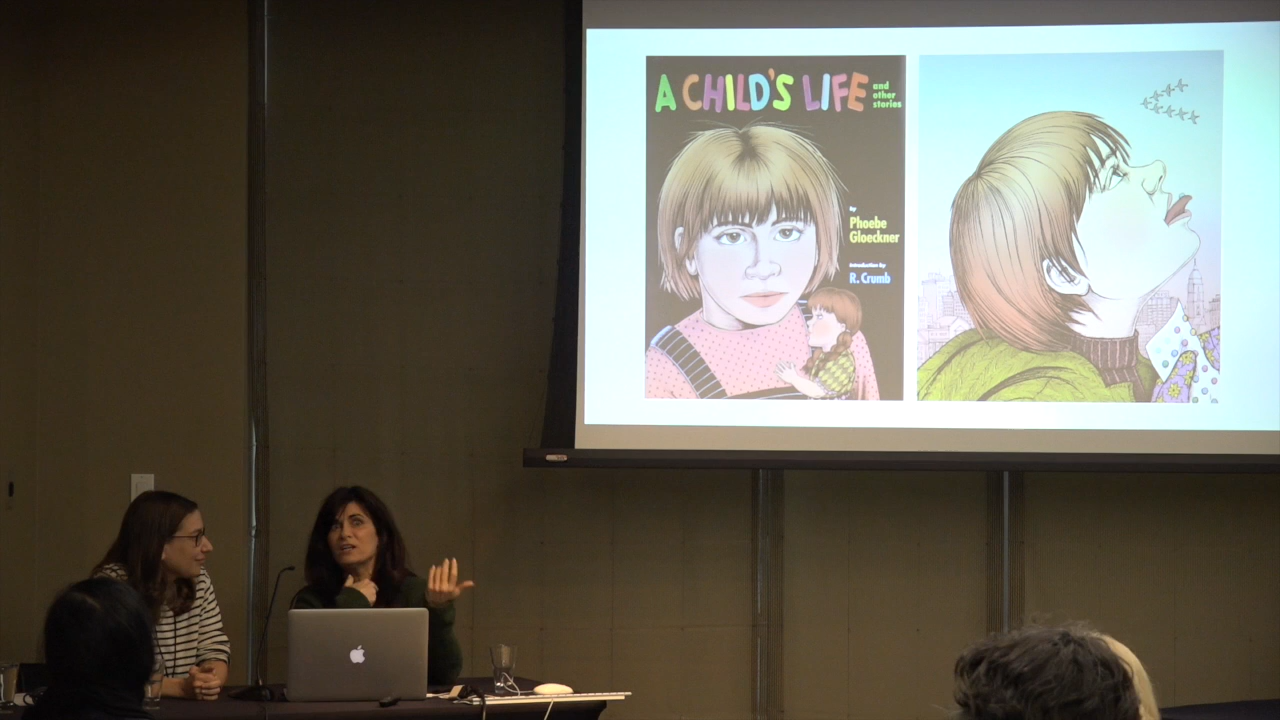 A CHILD'S LIFE
and
other
stories
by
Phoebe
Gloeckner
Introduction by
R. Crumb